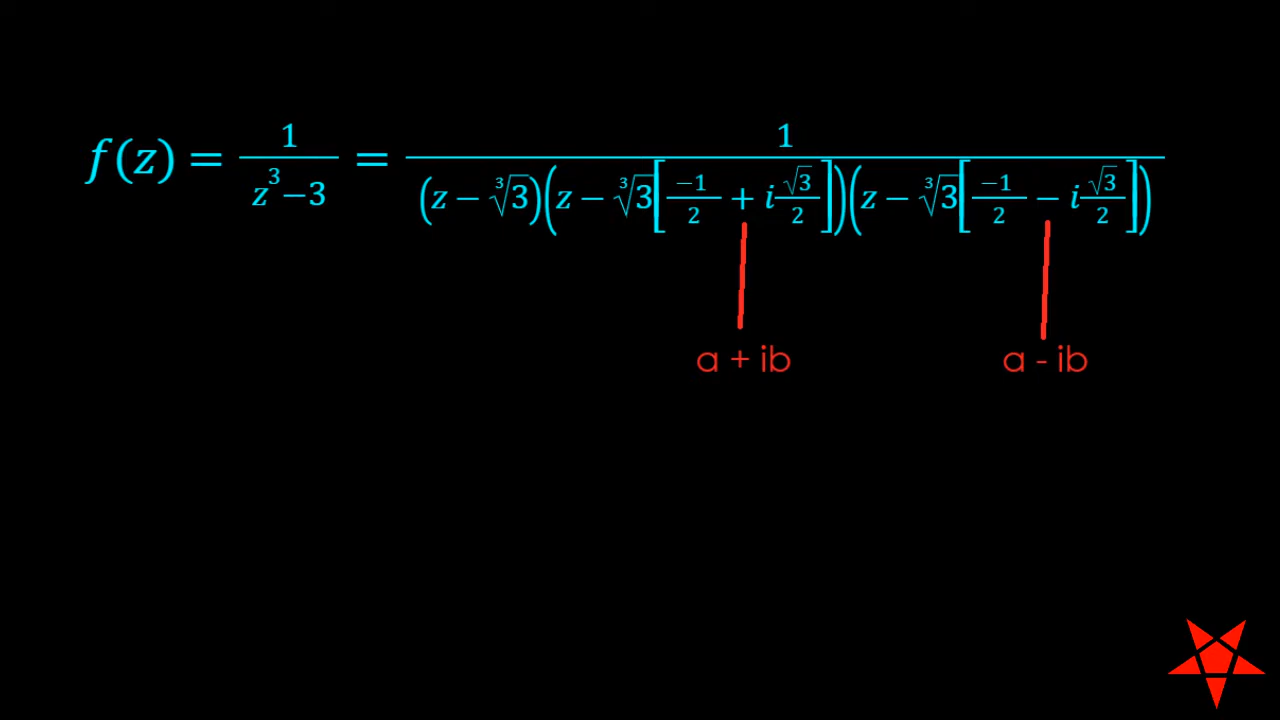 f(z) = 1/(z³−3) = 1/((z − ∛3)(z − ∛3[−1/2 + i√3/2])(z − ∛3[−1/2 − i√3/2]))
a + ib a - ib